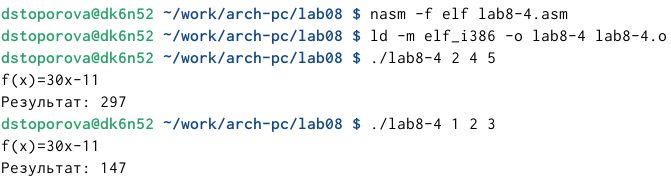 dstoporova@dk6n52 ~/work/arch-pc/lab08 $ nasm -f elf lab8-4.asm
dstoporova@dk6n52 ~/work/arch-pc/lab08 $ ld -m elf_i386 -o lab8-4 lab8-4.o
dstoporova@dk6n52 ~/work/arch-pc/lab08 $ ./lab8-4 2 4 5
f(x)=30x-11
Результат: 297
dstoporova@dk6n52 ~/work/arch-pc/lab08 $ ./lab8-4 1 2 3
f(x)=30x-11
Результат: 147